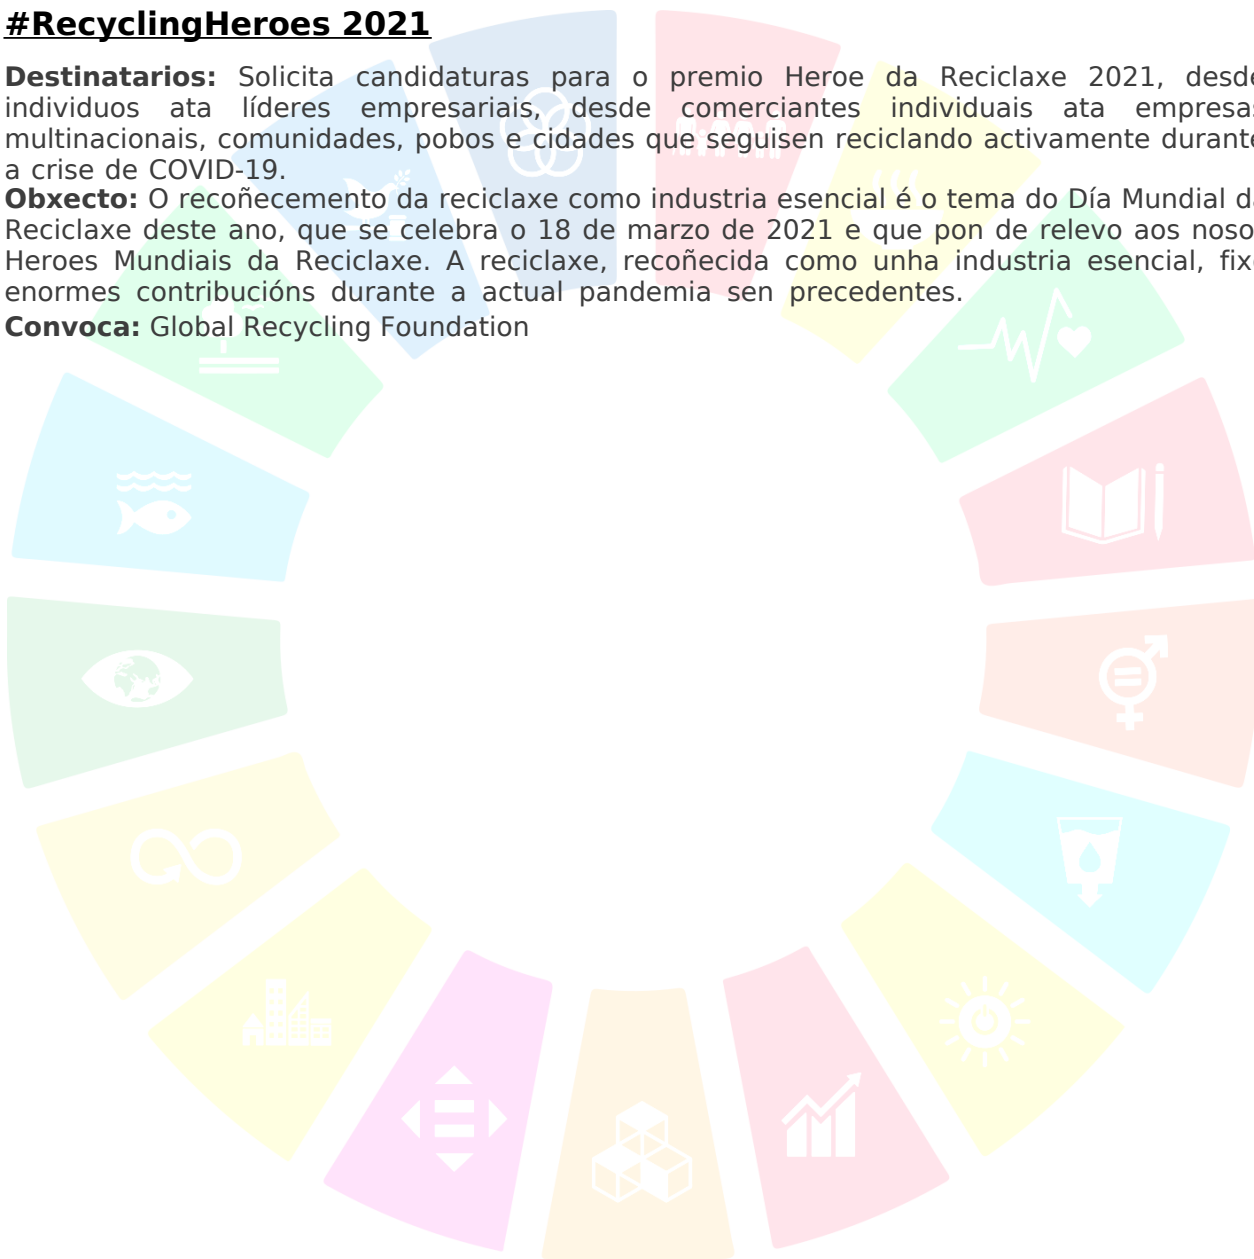 #RecyclingHeroes 2021
Destinatarios: Solicita candidaturas para o premio Heroe da Reciclaxe 2021, desde
individuos ata líderes empresariais, desde comerciantes individuais ata empresas
multinacionais, comunidades, pobos e cidades que seguisen reciclando activamente durante
a crise de COVID-19.
Obxecto: O recoñecemento da reciclaxe como industria esencial é o tema do Día Mundial da
Reciclaxe deste ano, que se celebra o 18 de marzo de 2021 e que pon de relevo aos nosos
Heroes Mundiais da Reciclaxe. A reciclaxe, recoñecida como unha industria esencial, fixo
enormes contribucións durante a actual pandemia sen precedentes.
Convoca: Global Recycling Foundation